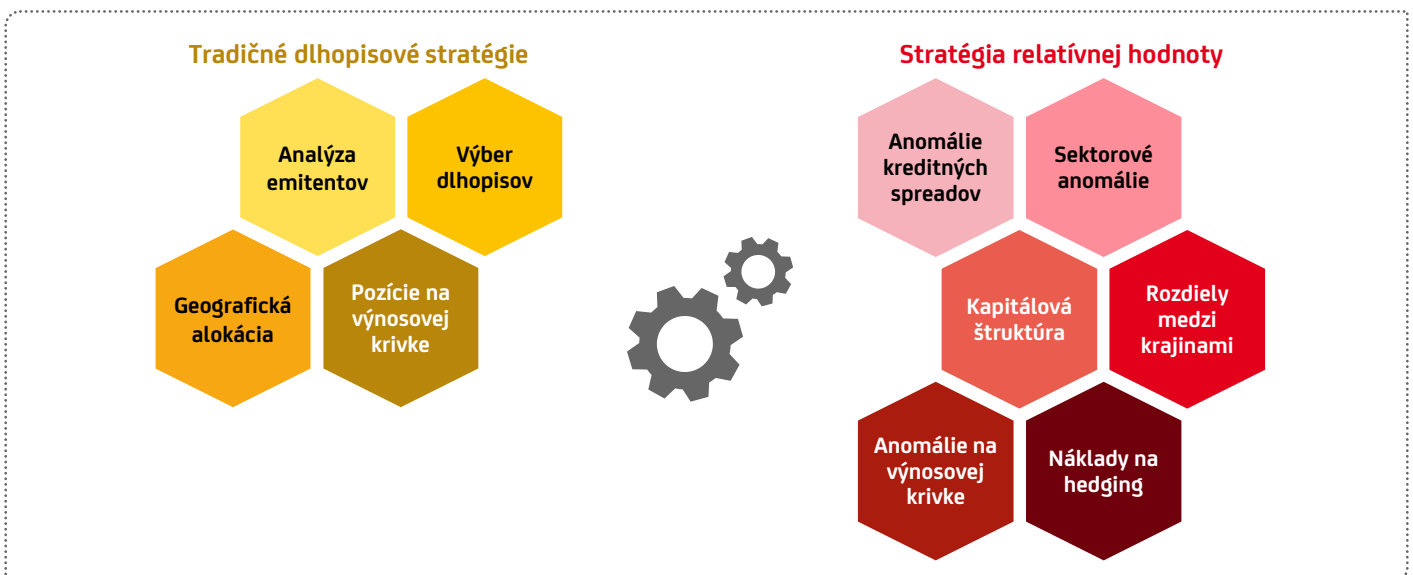 Tradičné dlhopisové stratégie
Analýza
emitentov
Výber
dlhopisov
Geografická
alokácia
Pozície na
výnosovej
krivke
Stratégia relatívnej hodnoty
Anomálie
kreditných
spreadov
Sektorové
anomálie
Kapitálová
štruktúra
Rozdiely
medzi
krajinami
Anomálie na
výnosovej
krivke
Náklady na
hedging